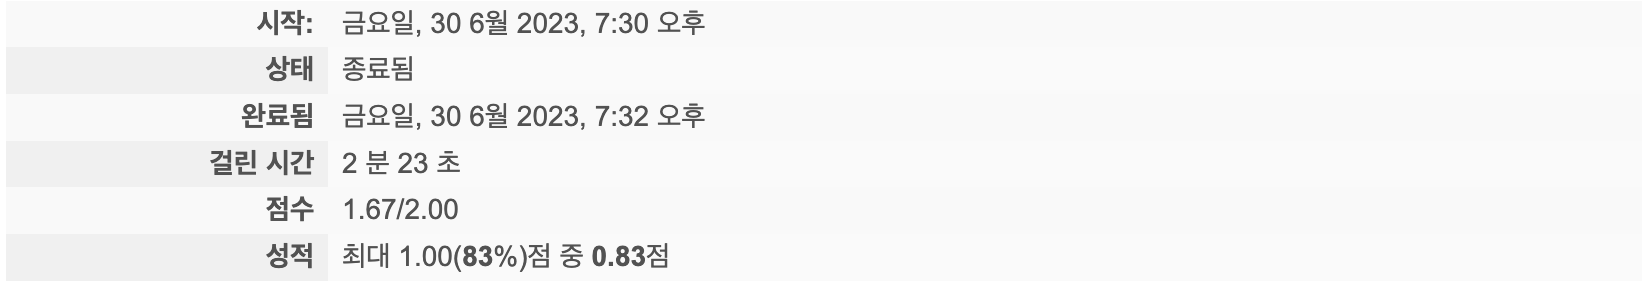 시작: 금요일, 30 6월 2023, 7:30 오후
상태 종료됨
완료됨 금요일, 30 6월 2023, 7:32 오후
걸린 시간 2 분 23 초
점수 1.67/2.00
성적 최대 1.00(83%)점 중 0.83점